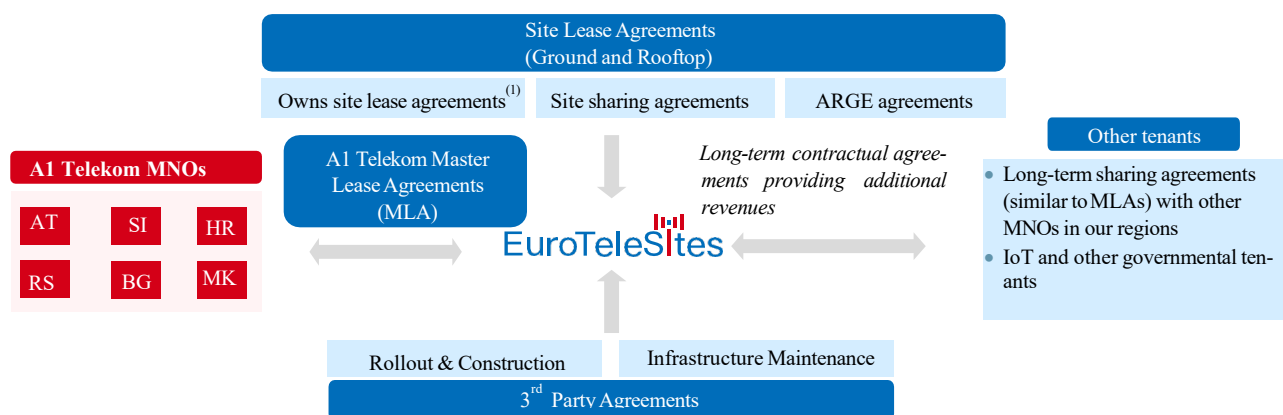 Site Lease Agreements
(Ground and Rooftop)
Owns site lease agreements(1)
Site sharing agreements
ARGE agreements
A1 Telekom MNOs
AT
SI
HR
RS
BG
MK
A1 Telekom Master
Lease Agreements
(MLA)
Long-term contractual agree-
ments providing additional
revenues
EuroTeleSites
Other tenants
• Long-term sharing agreements
(similar to MLAs) with other
MNOs in our regions
• IoT and other governmental ten-
ants
Rollout & Construction
Infrastructure Maintenance
3rd Party Agreements